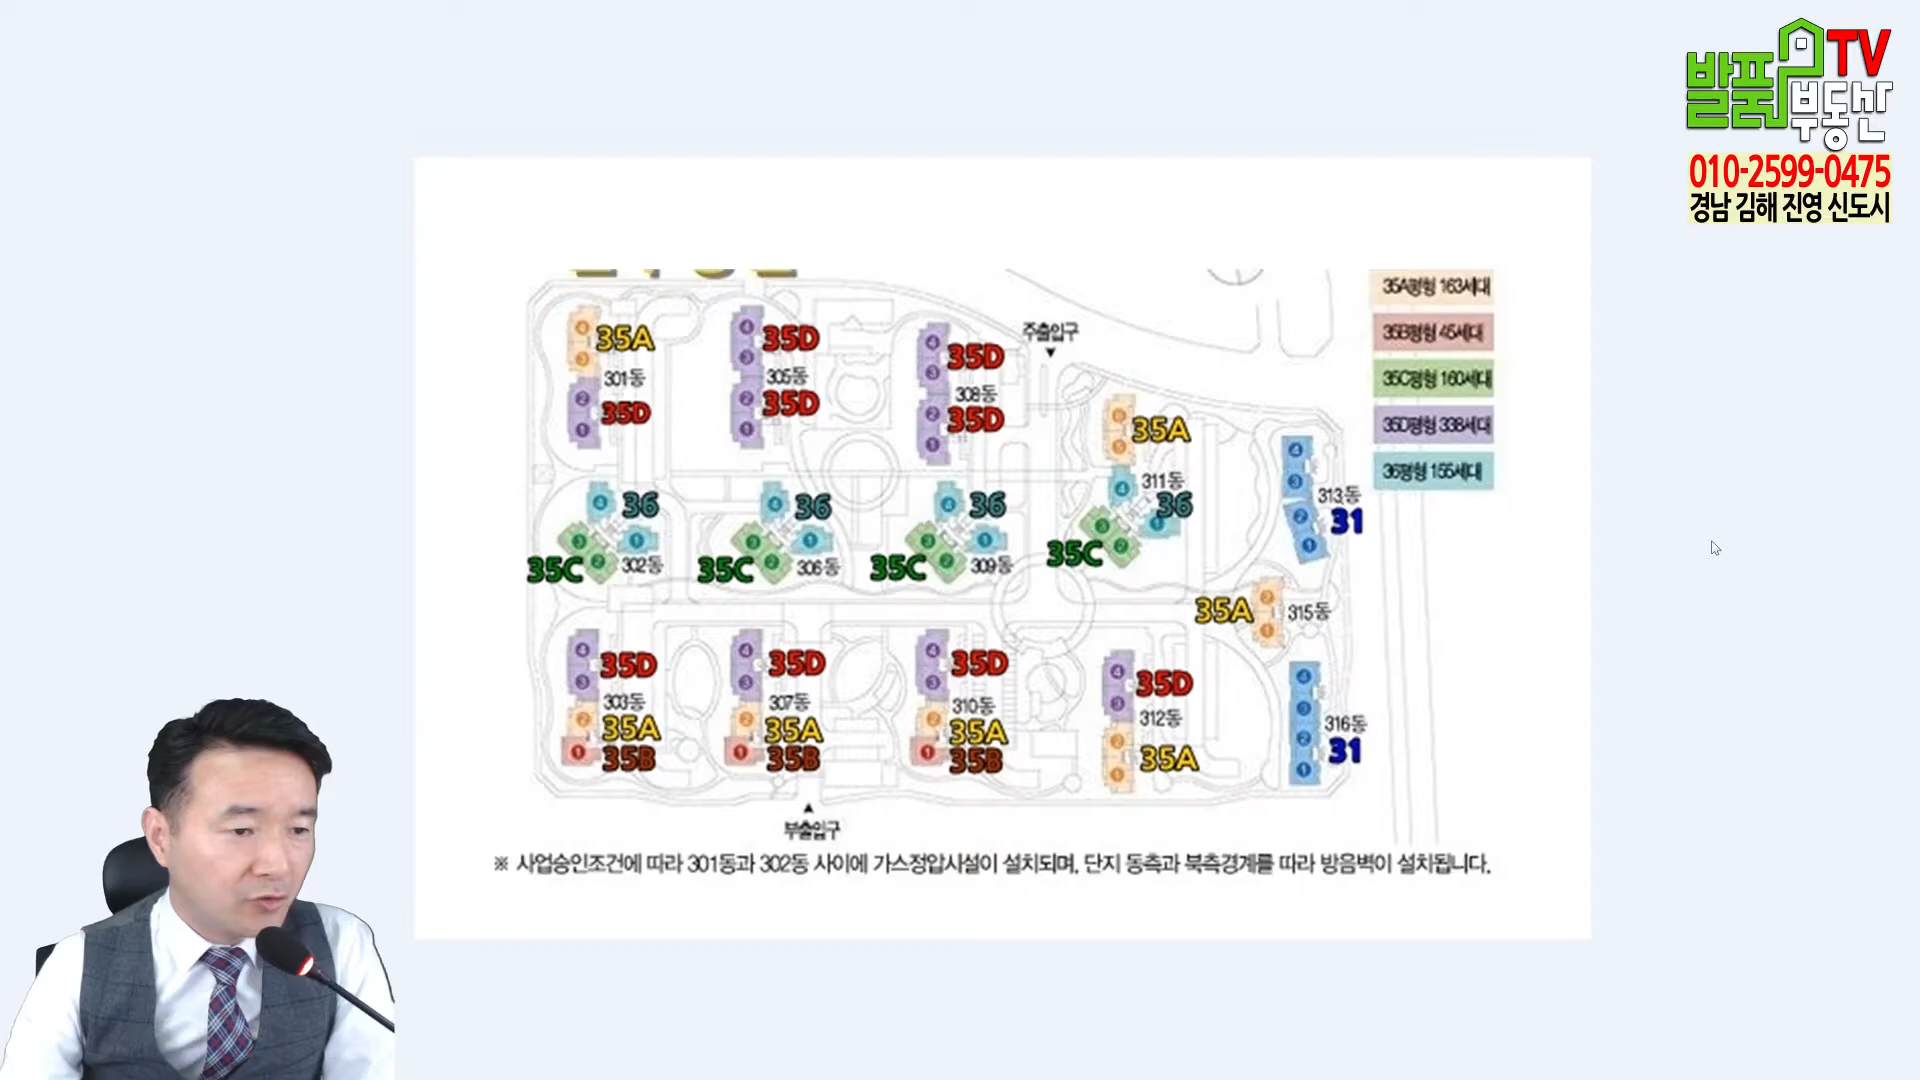 발품 부동산 TV
010-2599-0475
경남 김해 진영 신도시
35A평형 163세대
35B평형 45세대
35C평형 160세대
35D평형 338세대
36평형 155세대
주출입구
35A
301동
35D
35D
305동
35D
35D
308동
35D
35A
311동
36
35C
313동
31
36
35C
302동
36
35C
306동
36
35C
309동
35A
315동
35D
303동
35A
35B
35D
307동
35A
35B
35D
310동
35A
35B
35D
312동
35A
316동
31
부출입구
※ 사업승인조건에 따라 301동과 302동 사이에 가스정압시설이 설치되며, 단지 동측과 북측경계를 따라 방음벽이 설치됩니다.